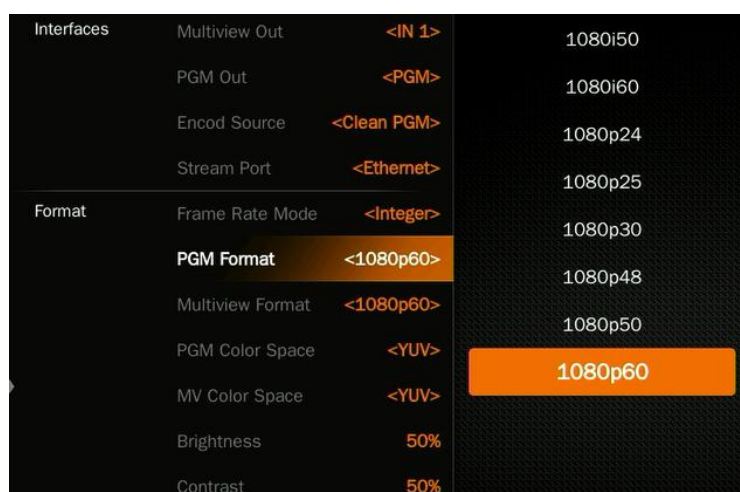 Interfaces Multiview Out <IN 1>
PGM Out <PGM>
Encod Source <Clean PGM>
Stream Port <Ethernet>
Format Frame Rate Mode <Integer>
PGM Format <1080p60>
Multiview Format <1080p60>
PGM Color Space <YUV>
MV Color Space <YUV>
Brightness 50%
Contrast 50%
1080i50
1080i60
1080p24
1080p25
1080p30
1080p48
1080p50
1080p60